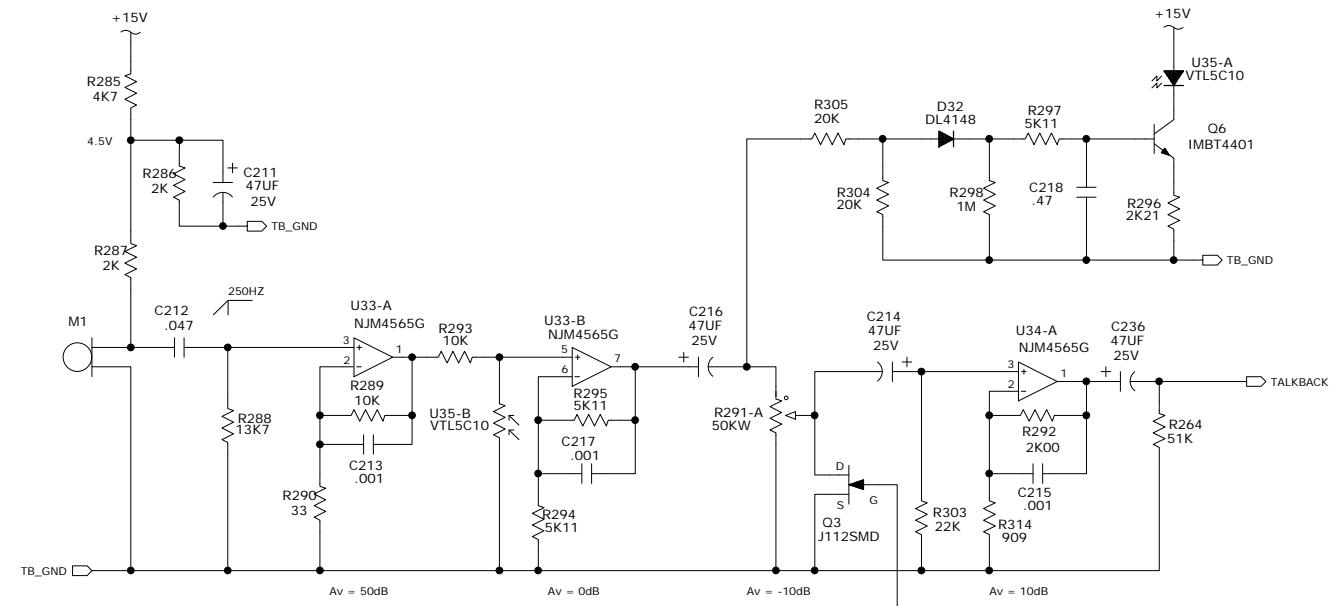 +15V
R285
4K7
4.5V
R286
2K
+
C211
47UF
25V
TB_GND
R287
2K
M1
C212
.047
250HZ
R288
13K7
U33-A
NJM4565G
3
+
2
-
1
R289
10K
C213
.001
R290
33
R293
10K
U35-B
VTL5C10
U33-B
NJM4565G
5
+
6
-
7
R295
5K11
C217
.001
R294
5K11
C216
47UF
25V
+
R305
20K
R304
20K
D32
DL4148
R298
1M
R297
5K11
C218
.47
+15V
U35-A
VTL5C10
Q6
IMBT4401
R296
2K21
TB_GND
R291-A
50KW
C214
47UF
25V
+
D
S
G
Q3
J112SMD
R303
22K
U34-A
NJM4565G
3
+
2
-
1
R292
2K00
C215
.001
R314
909
C236
47UF
25V
+
R264
51K
TALKBACK
TB_GND
Av = 50dB
Av = 0dB
Av = -10dB
Av = 10dB